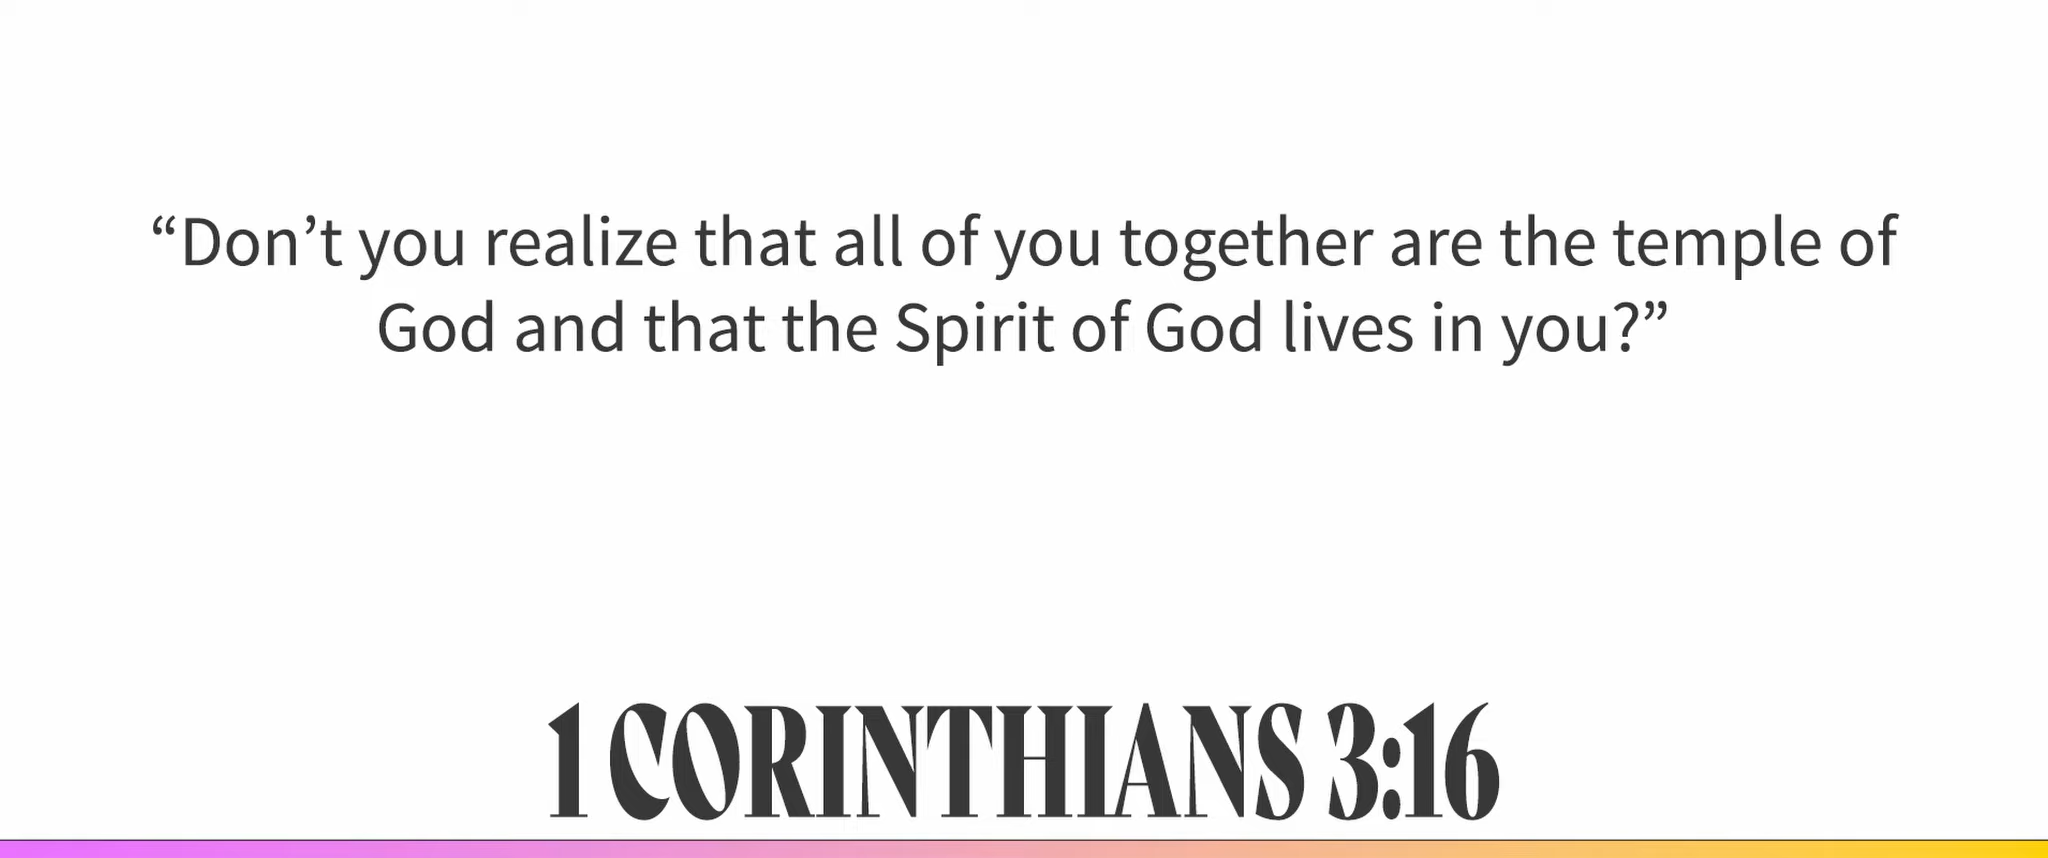 “Don’t you realize that all of you together are the temple of
God and that the Spirit of God lives in you?”
1 CORINTHIANS 3:16